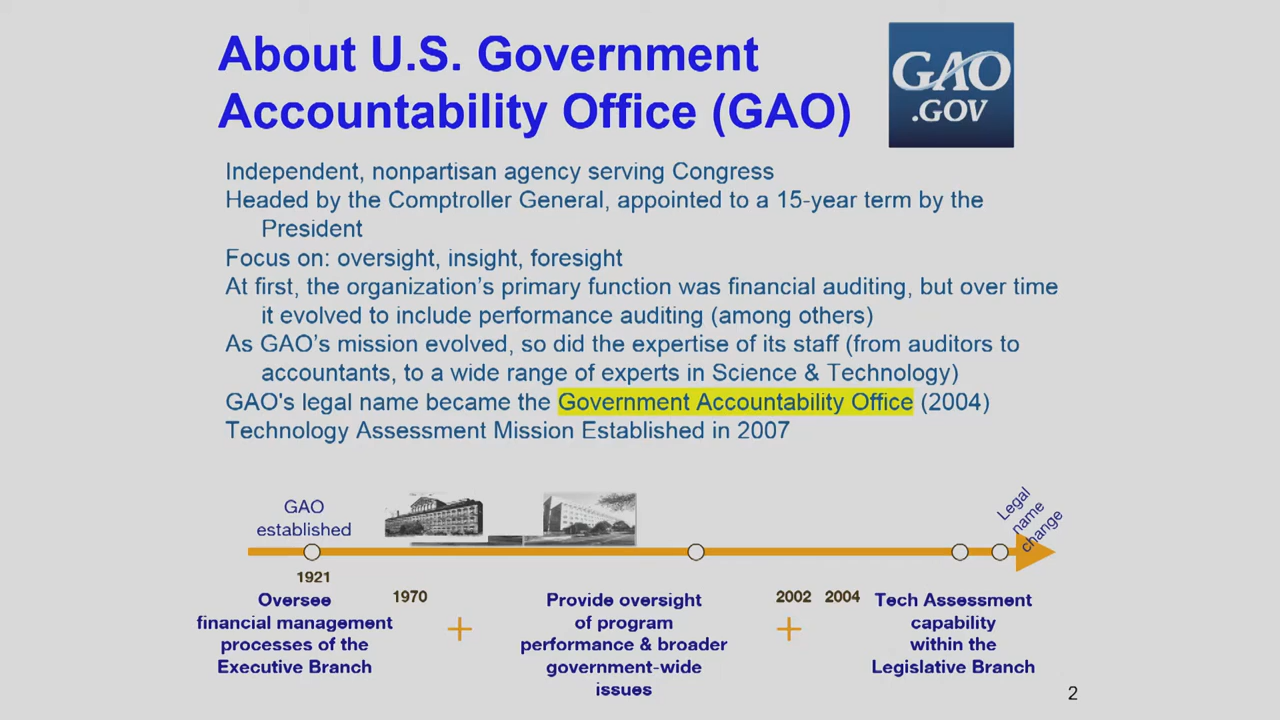 About U.S. Government
Accountability Office (GAO)
GAO
.GOV
Independent, nonpartisan agency serving Congress
Headed by the Comptroller General, appointed to a 15-year term by the
President
Focus on: oversight, insight, foresight
At first, the organization’s primary function was financial auditing, but over time
it evolved to include performance auditing (among others)
As GAO’s mission evolved, so did the expertise of its staff (from auditors to
accountants, to a wide range of experts in Science & Technology)
GAO's legal name became the Government Accountability Office (2004)
Technology Assessment Mission Established in 2007
GAO
established
Legal
name
change
1921
1970
2002
2004
Oversee
financial management
processes of the
Executive Branch
+
Provide oversight
of program
performance & broader
government-wide
issues
+
Tech Assessment
capability
within the
Legislative Branch
2